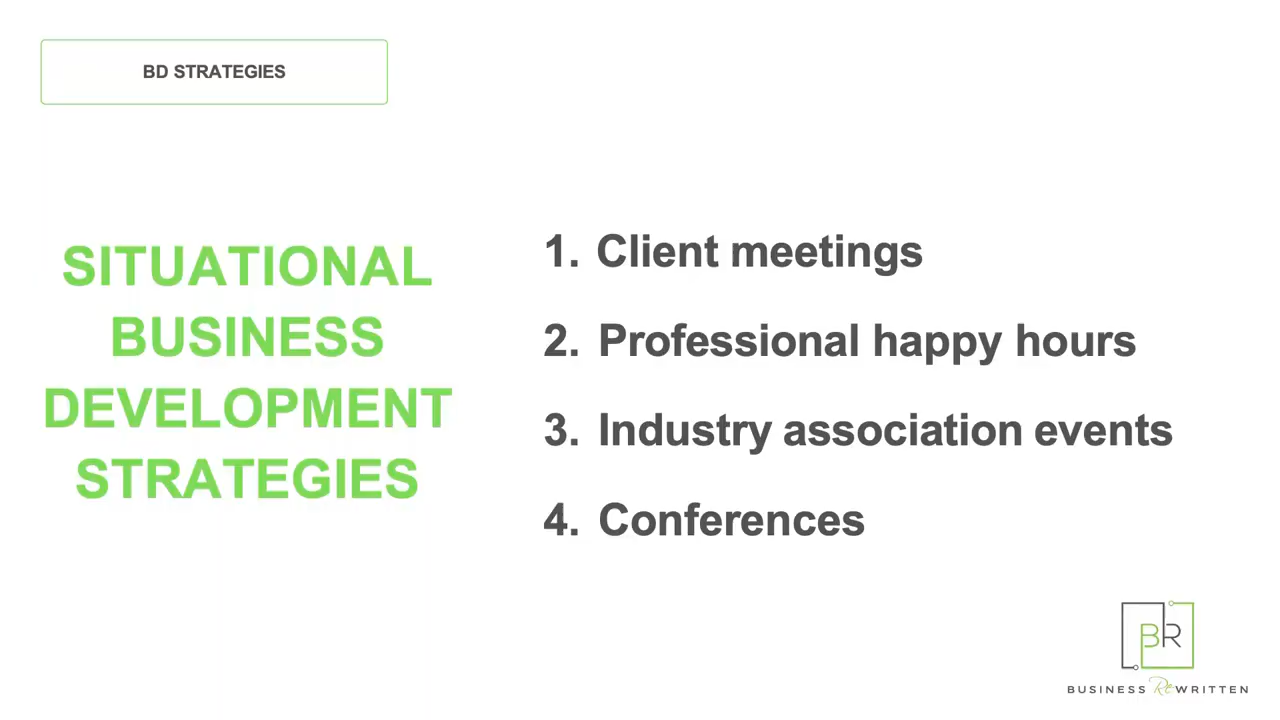 BD STRATEGIES
SITUATIONAL
BUSINESS
DEVELOPMENT
STRATEGIES
1. Client meetings
2. Professional happy hours
3. Industry association events
4. Conferences
BR
BUSINESS ReWRITTEN